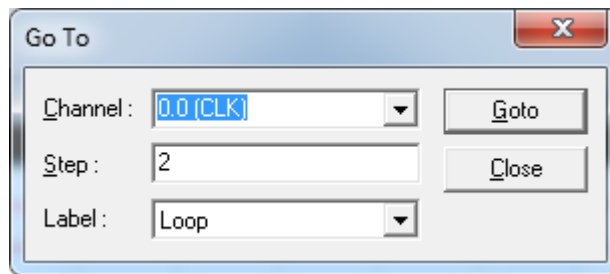 Go To
Channel : 0.0 (CLK) Goto
Step : 2 Close
Label : Loop